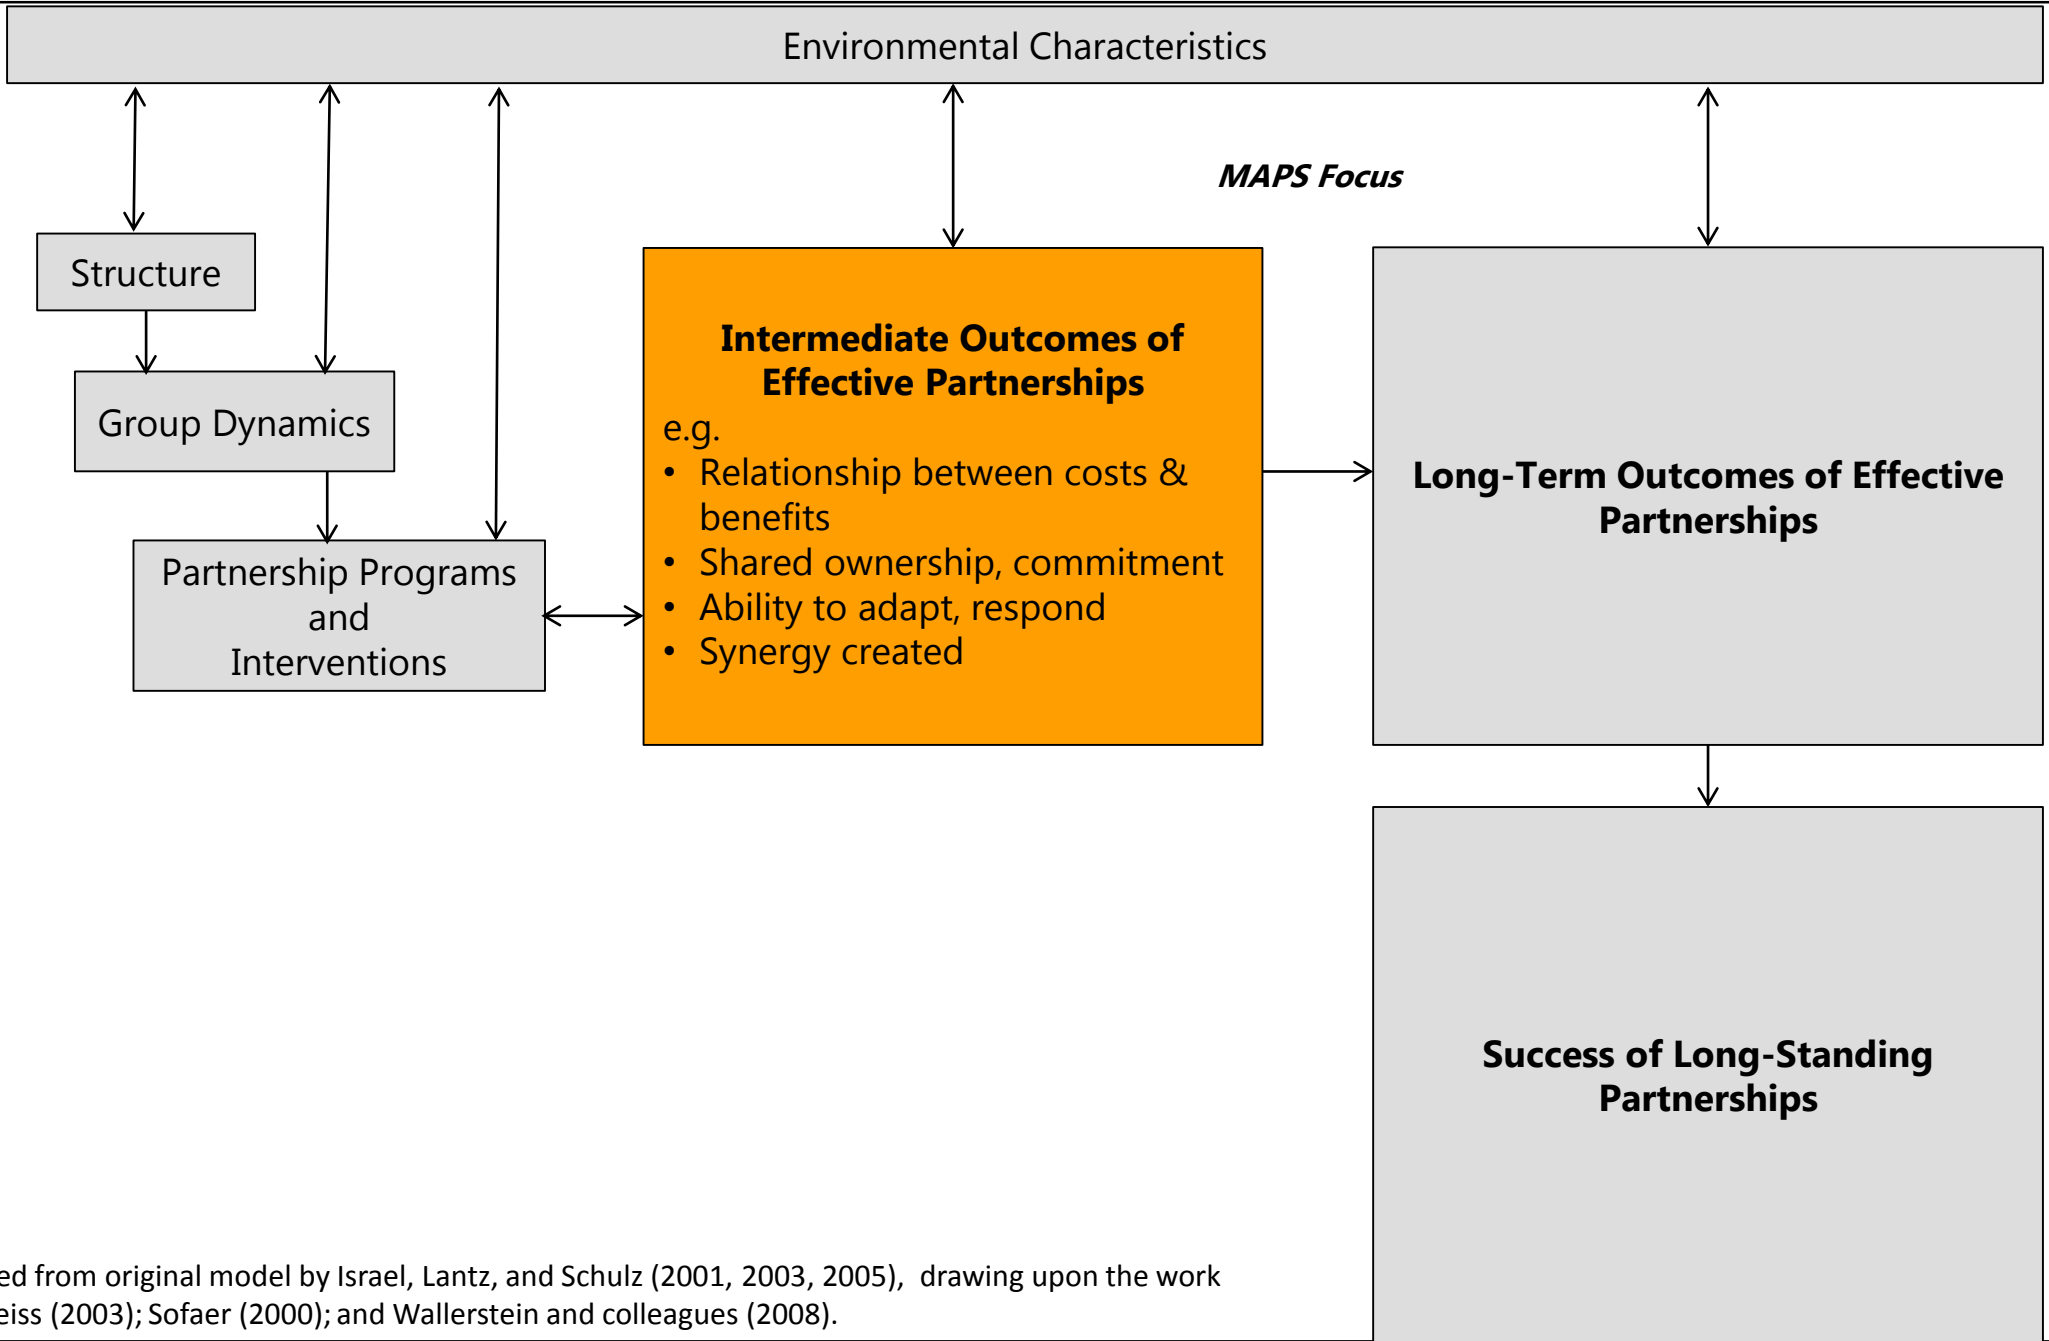 Environmental Characteristics
MAPS Focus
Structure
Group Dynamics
Partnership Programs
and
Interventions
Intermediate Outcomes of
Effective Partnerships
e.g.
• Relationship between costs &
benefits
• Shared ownership, commitment
• Ability to adapt, respond
• Synergy created
Long-Term Outcomes of Effective
Partnerships
Success of Long-Standing
Partnerships
from original model by Israel, Lantz, and Schulz (2001, 2003, 2005), drawing upon the work
(2003); Sofaer (2000); and Wallerstein and colleagues (2008).